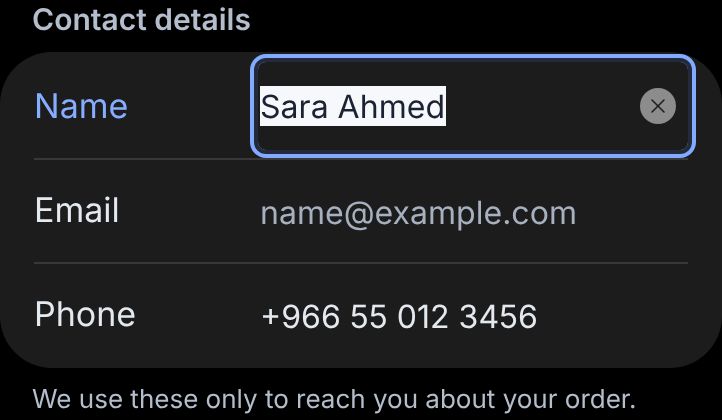 Contact details
Name Sara Ahmed
Email name@example.com
Phone +966 55 012 3456
We use these only to reach you about your order.